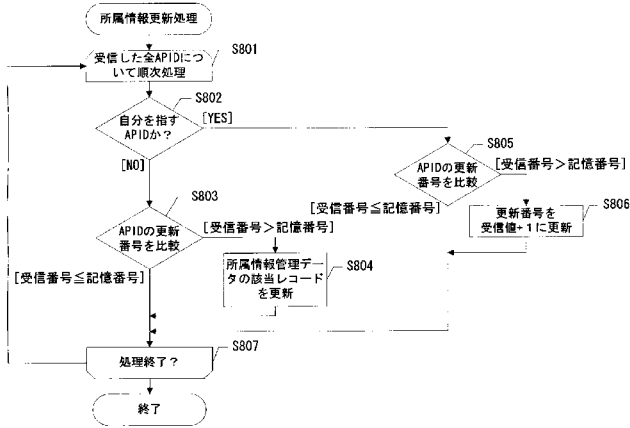 所属情報更新処理
受信した全APIDにつ
いて順次処理
S801
S802
自分を指す
APIDか？
[YES]
[NO]
S805
APIDの更新
番号を比較
[受信番号＞記憶番号]
[受信番号≦記憶番号]
S806
更新番号を
受信値+１に更新
S803
APIDの更新
番号を比較
[受信番号＞記憶番号]
[受信番号≦記憶番号]
S804
所属情報管理デー
タの該当レコード
を更新
S807
処理終了？
終了